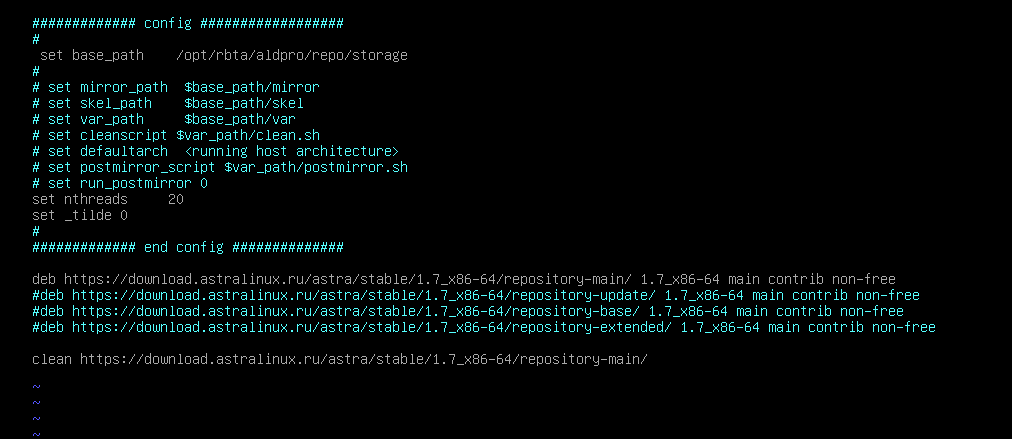 ############# config ##################
#
 set base_path    /opt/rbta/aldpro/repo/storage
#
# set mirror_path  $base_path/mirror
# set skel_path    $base_path/skel
# set var_path     $base_path/var
# set cleanscript $var_path/clean.sh
# set defaultarch  <running host architecture>
# set postmirror_script $var_path/postmirror.sh
# set run_postmirror 0
set nthreads     20
set _tilde 0
#
############# end config ##############

deb https://download.astralinux.ru/astra/stable/1.7_x86-64/repository-main/ 1.7_x86-64 main contrib non-free
#deb https://download.astralinux.ru/astra/stable/1.7_x86-64/repository-update/ 1.7_x86-64 main contrib non-free
#deb https://download.astralinux.ru/astra/stable/1.7_x86-64/repository-base/ 1.7_x86-64 main contrib non-free
#deb https://download.astralinux.ru/astra/stable/1.7_x86-64/repository-extended/ 1.7_x86-64 main contrib non-free

clean https://download.astralinux.ru/astra/stable/1.7_x86-64/repository-main/
~
~
~
~